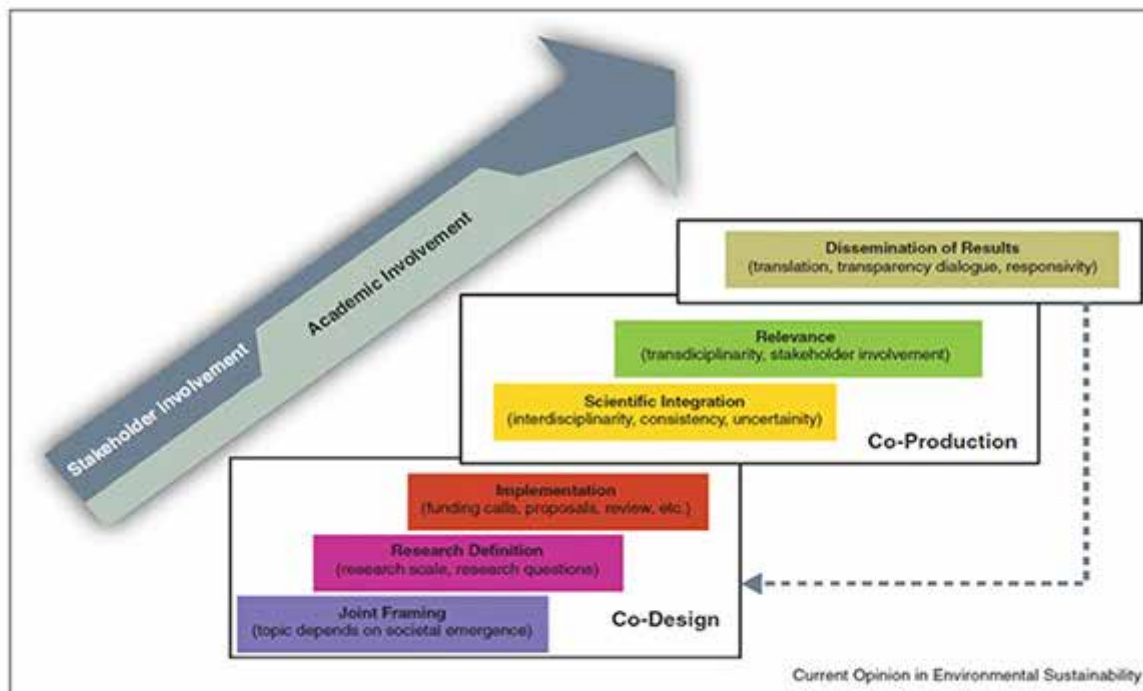 Stakeholder Involvement
Academic Involvement
Dissemination of Results
(translation, transparency dialogue, responsivity)
Relevance
(transdiciplinarity, stakeholder involvement)
Scientific Integration
(interdisciplinarity, consistency, uncertainity)
Co-Production
Implementation
(funding calls, proposals, review, etc.)
Research Definition
(research scale, research questions)
Joint Framing
(topic depends on societal emergence)
Co-Design
Current Opinion in Environmental Sustainability